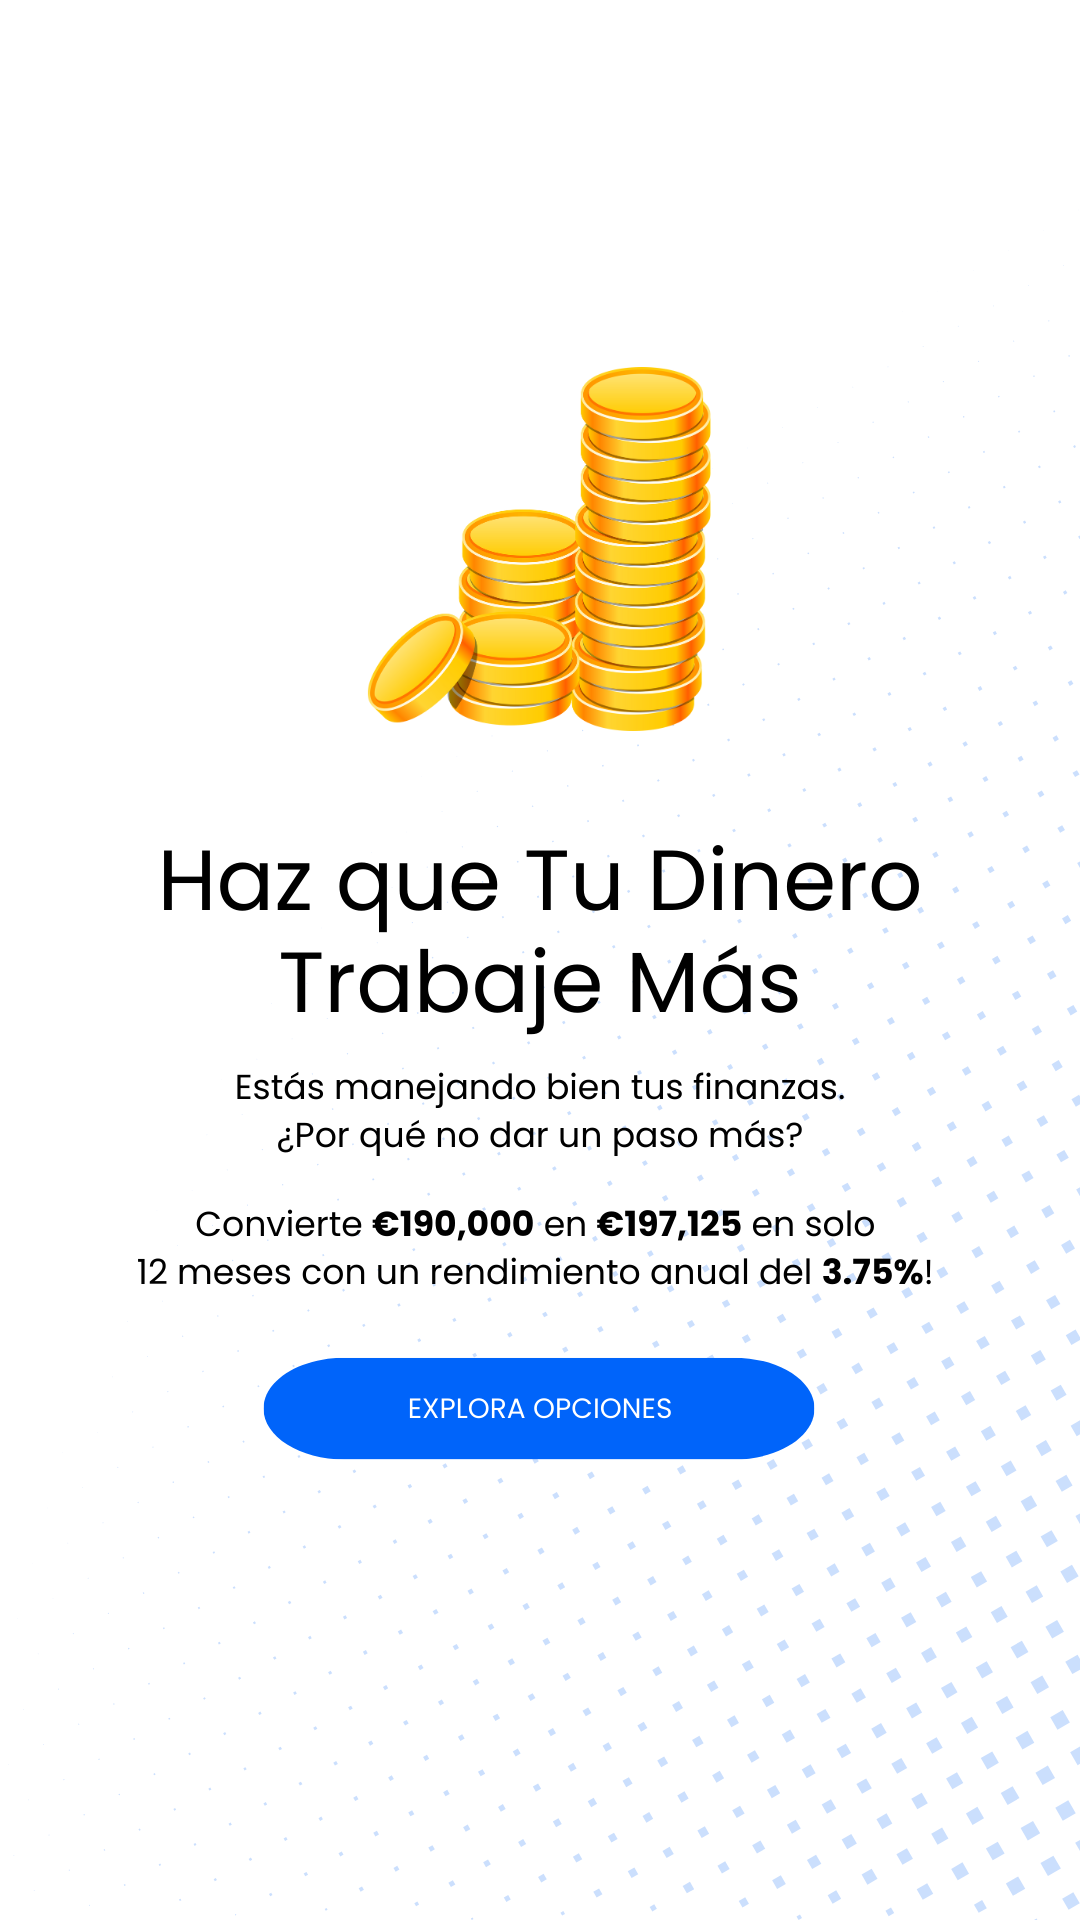 Haz que Tu Dinero
Trabaje Más
Estás manejando bien tus finanzas.
¿Por qué no dar un paso más?
Convierte €190,000 en €197,125 en solo
12 meses con un rendimiento anual del 3.75%!
EXPLORA OPCIONES